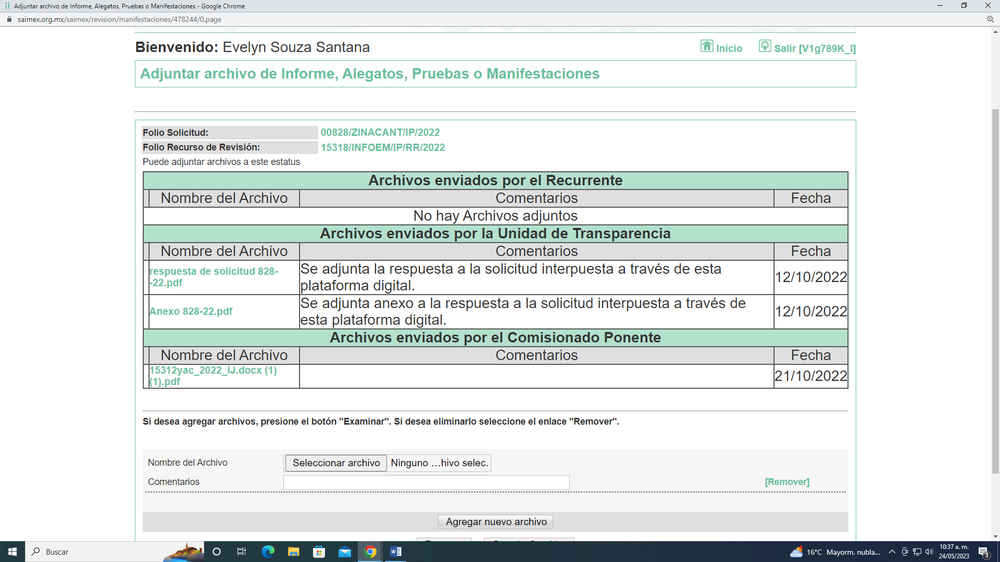 Adjuntar archivo de Informe, Alegatos, Pruebas o Manifestaciones - Google Chrome
saimex.org.mx/saimex/revision/manifestaciones/478244/0.page
Bienvenido: Evelyn Souza Santana
Inicio
Salir [V1g789K_I]
Adjuntar archivo de Informe, Alegatos, Pruebas o Manifestaciones
Folio Solicitud: 00828/ZINACANT/IP/2022
Folio Recurso de Revisión: 15318/INFOEM/IP/RR/2022
Puede adjuntar archivos a este estatus
Archivos enviados por el Recurrente
Nombre del Archivo Comentarios Fecha
No hay Archivos adjuntos
Archivos enviados por la Unidad de Transparencia
Nombre del Archivo Comentarios Fecha
respuesta de solicitud 828-
-22.pdf
Se adjunta la respuesta a la solicitud interpuesta a través de esta
plataforma digital.
12/10/2022
Anexo 828-22.pdf
Se adjunta anexo a la respuesta a la solicitud interpuesta a través de
esta plataforma digital.
12/10/2022
Archivos enviados por el Comisionado Ponente
Nombre del Archivo Comentarios Fecha
15312yac_2022_IJ.docx (1)
(1).pdf
21/10/2022
Si desea agregar archivos, presione el botón "Examinar". Si desea eliminarlo seleccione el enlace "Remover".
Nombre del Archivo Seleccionar archivo Ninguno …hivo selec.
Comentarios [Remover]
Agregar nuevo archivo
Buscar
16°C Mayorm. nubla...
10:37 a. m.
24/05/2023
3